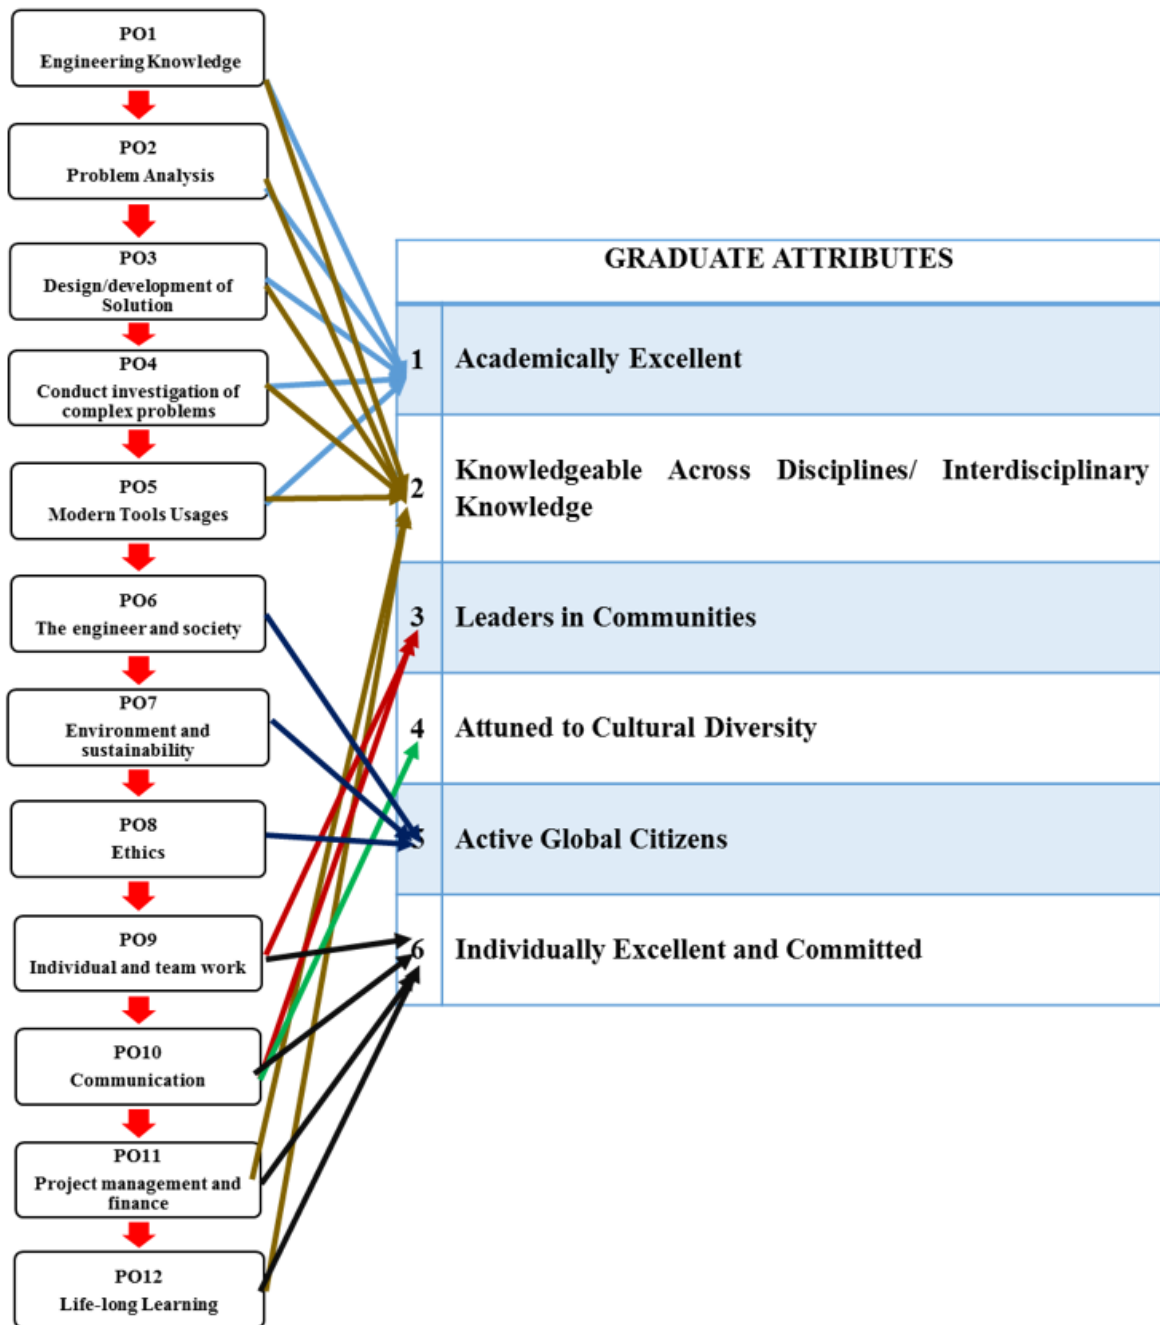 PO1
Engineering Knowledge
PO2
Problem Analysis
PO3
Design/development of
Solution
PO4
Conduct investigation of
complex problems
PO5
Modern Tools Usages
PO6
The engineer and society
PO7
Environment and
sustainability
PO8
Ethics
PO9
Individual and team work
PO10
Communication
PO11
Project management and
finance
PO12
Life-long Learning
GRADUATE ATTRIBUTES
1 Academically Excellent
2 Knowledgeable Across Disciplines/ Interdisciplinary
Knowledge
3 Leaders in Communities
4 Attuned to Cultural Diversity
5 Active Global Citizens
6 Individually Excellent and Committed